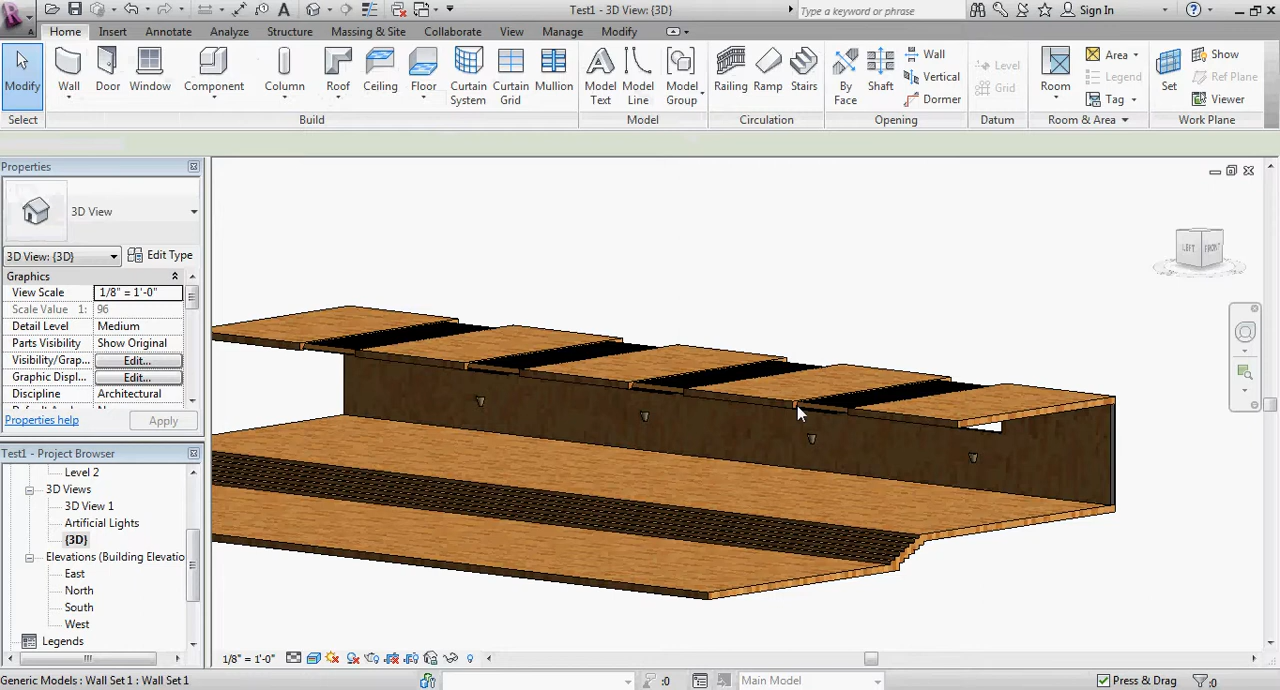 Test1 - 3D View: {3D}
Type a keyword or phrase
Sign In
Home Insert Annotate Analyze Structure Massing & Site Collaborate View Manage Modify
Modify Wall Door Window Component Column Roof Ceiling Floor Curtain System Curtain Grid Mullion Model Text Model Line Model Group Railing Ramp Stairs By Face Shaft Wall Vertical Dormer Level Grid Room Area Legend Tag Set Show Ref Plane Viewer
Select Build Model Circulation Opening Datum Room & Area Work Plane
Properties
3D View
3D View: {3D} Edit Type
Graphics
View Scale 1/8" = 1'-0"
Scale Value 1: 96
Detail Level Medium
Parts Visibility Show Original
Visibility/Grap... Edit...
Graphic Displ... Edit...
Discipline Architectural
Properties help Apply
Test1 - Project Browser
Level 2
3D Views
3D View 1
Artificial Lights
{3D}
Elevations (Building Elevatio
East
North
South
West
Legends
LEFT FRONT
1/8" = 1'-0"
Generic Models : Wall Set 1 : Wall Set 1
:0
Main Model
Press & Drag
:0